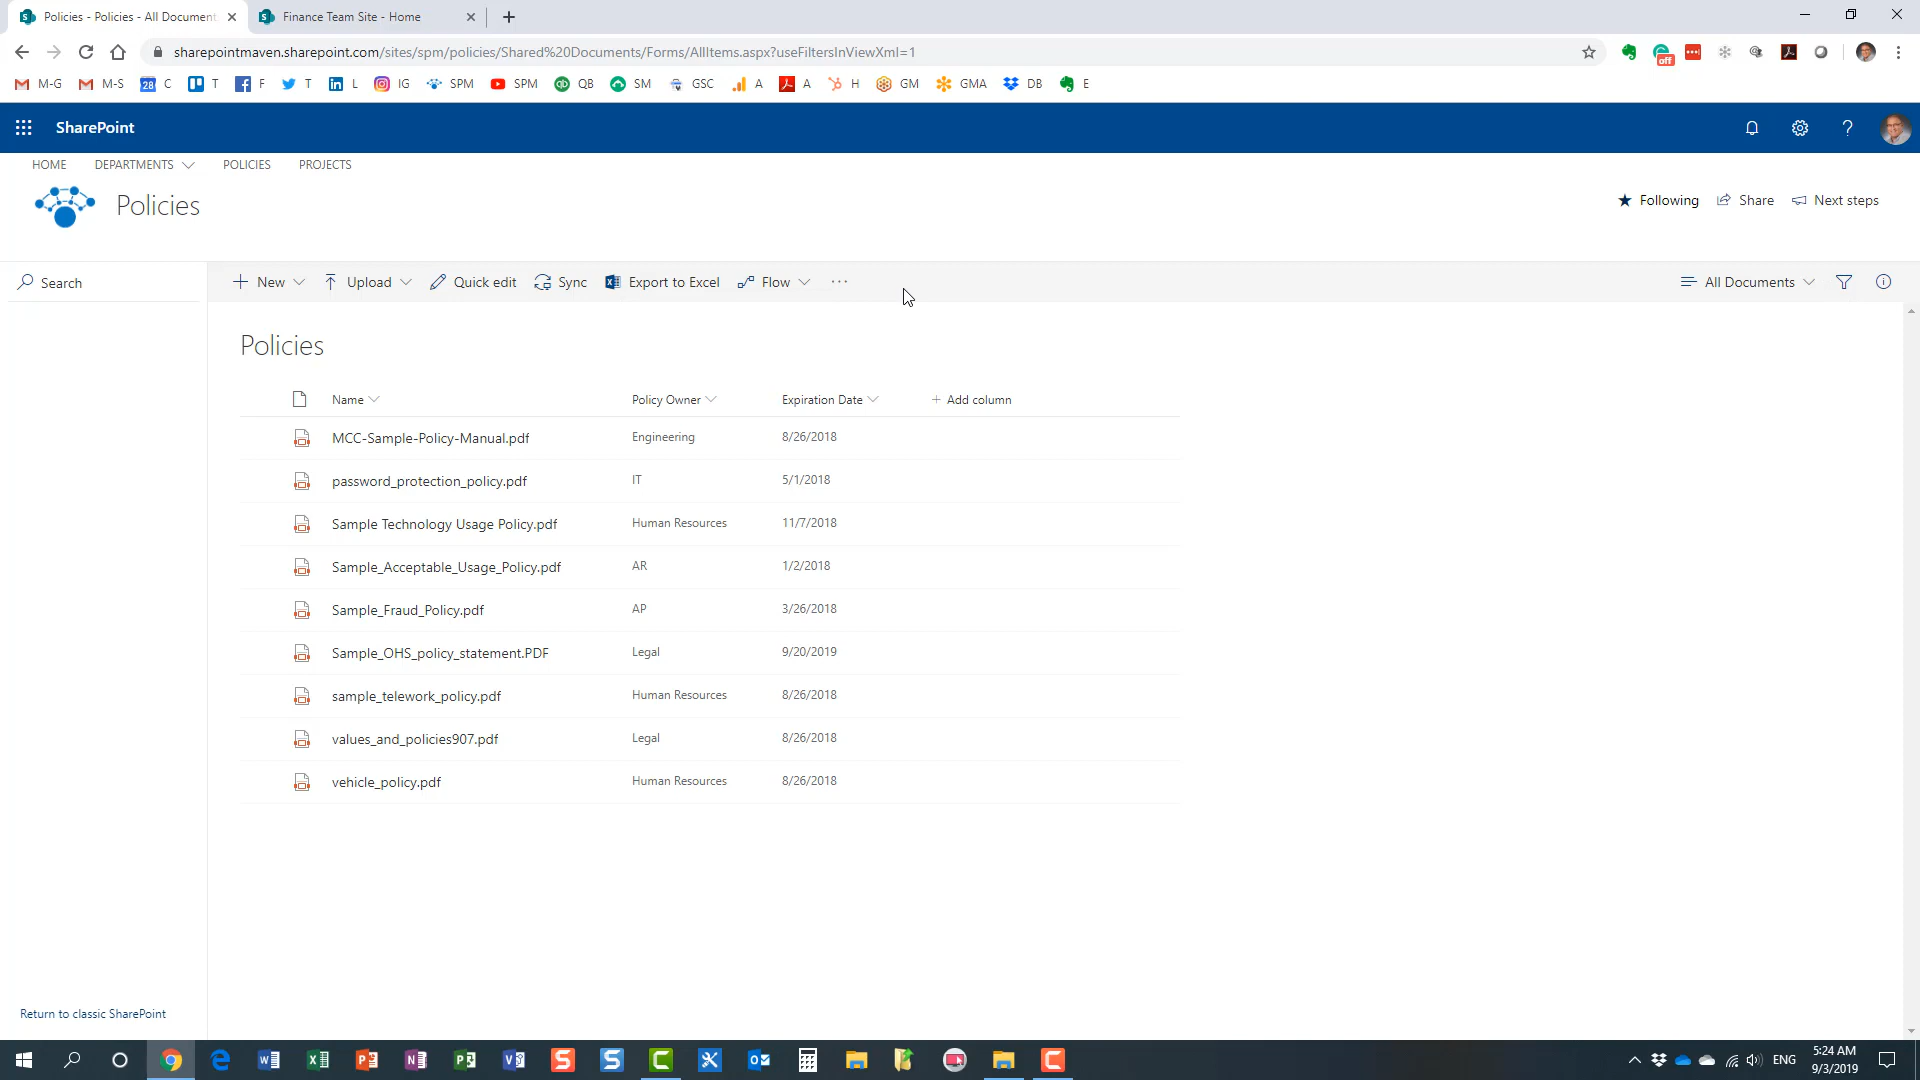 Policies - Policies - All Document
Finance Team Site - Home
sharepointmaven.sharepoint.com/sites/spm/policies/Shared%20Documents/Forms/AllItems.aspx?useFiltersInViewXml=1
off
M-G M-S 28 C T F T L IG SPM SPM QB SM GSC A A H GM GMA DB E
SharePoint
HOME DEPARTMENTS POLICIES PROJECTS
Policies
Following Share Next steps
Search
New Upload Quick edit Sync Export to Excel Flow ··· All Documents
Policies
Name Policy Owner Expiration Date + Add column
MCC-Sample-Policy-Manual.pdf Engineering 8/26/2018
password_protection_policy.pdf IT 5/1/2018
Sample Technology Usage Policy.pdf Human Resources 11/7/2018
Sample_Acceptable_Usage_Policy.pdf AR 1/2/2018
Sample_Fraud_Policy.pdf AP 3/26/2018
Sample_OHS_policy_statement.PDF Legal 9/20/2019
sample_telework_policy.pdf Human Resources 8/26/2018
values_and_policies907.pdf Legal 8/26/2018
vehicle_policy.pdf Human Resources 8/26/2018
Return to classic SharePoint
ENG
5:24 AM
9/3/2019